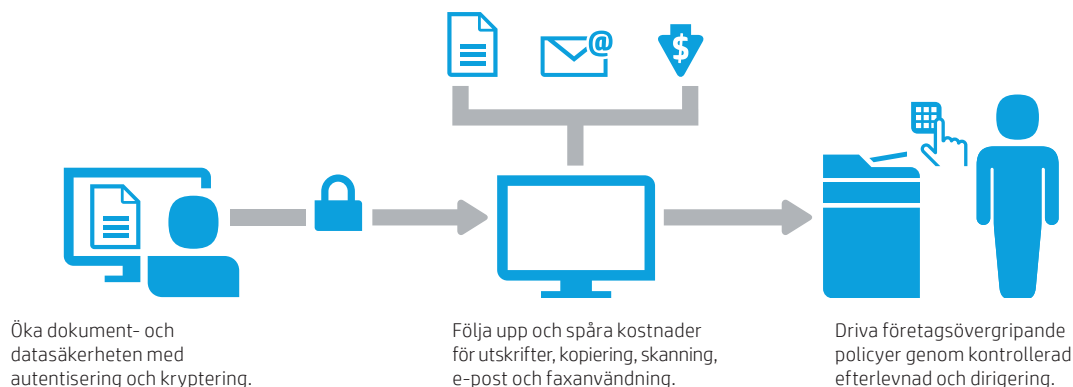 @
$
Öka dokument- och
datasäkerheten med
autentisering och kryptering.
Följa upp och spåra kostnader
för utskrifter, kopiering, skanning,
e-post och faxanvändning.
Driva företagsövergripande
policyer genom kontrollerad
efterlevnad och dirigering.